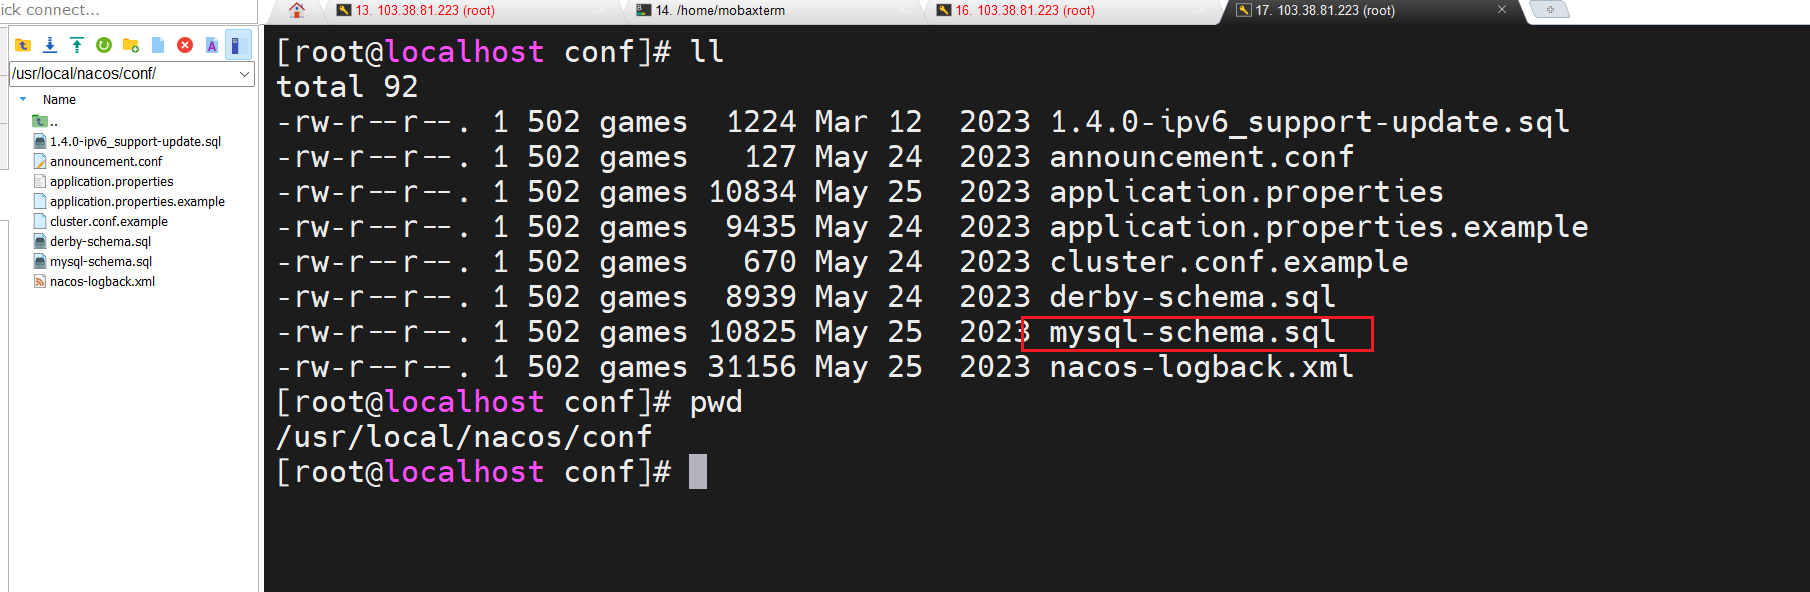 ick connect...
13. 103.38.81.223 (root)
14. /home/mobaxterm
16. 103.38.81.223 (root)
17. 103.38.81.223 (root)
/usr/local/nacos/conf/
Name
..
1.4.0-ipv6_support-update.sql
announcement.conf
application.properties
application.properties.example
cluster.conf.example
derby-schema.sql
mysql-schema.sql
nacos-logback.xml
[root@localhost conf]# ll
total 92
-rw-r--r--. 1 502 games  1224 Mar 12  2023 1.4.0-ipv6_support-update.sql
-rw-r--r--. 1 502 games   127 May 24  2023 announcement.conf
-rw-r--r--. 1 502 games 10834 May 25  2023 application.properties
-rw-r--r--. 1 502 games  9435 May 24  2023 application.properties.example
-rw-r--r--. 1 502 games   670 May 24  2023 cluster.conf.example
-rw-r--r--. 1 502 games  8939 May 24  2023 derby-schema.sql
-rw-r--r--. 1 502 games 10825 May 25  2023 mysql-schema.sql
-rw-r--r--. 1 502 games 31156 May 25  2023 nacos-logback.xml
[root@localhost conf]# pwd
/usr/local/nacos/conf
[root@localhost conf]#